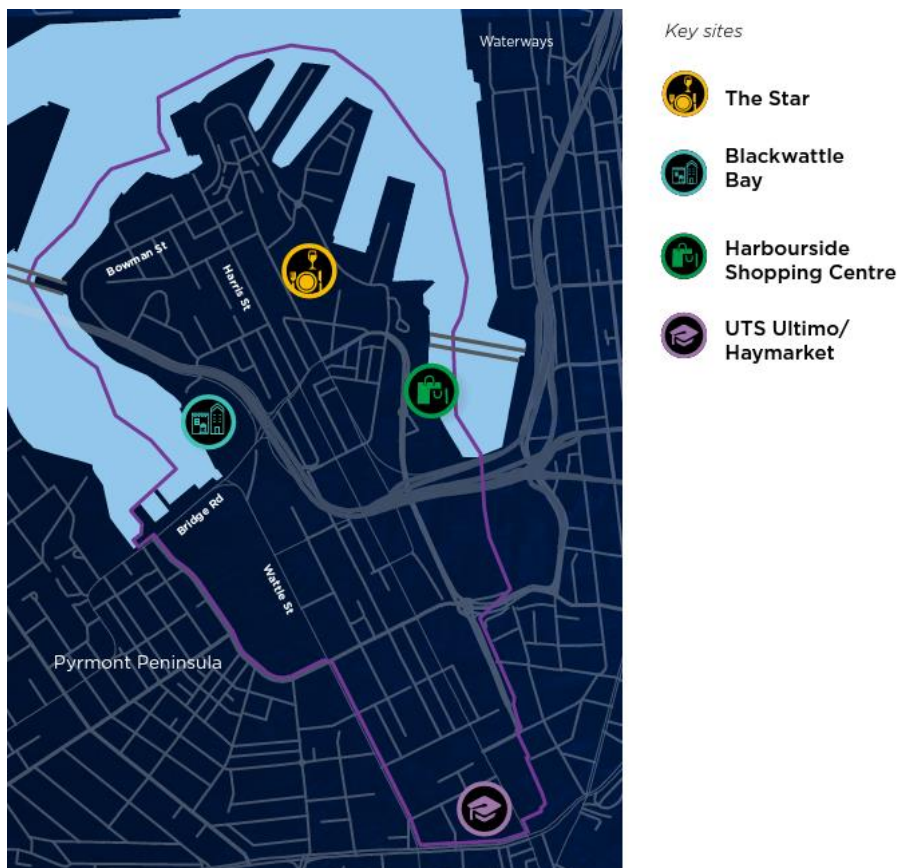 Waterways
Bowman St
Harris St
Bridge Rd
Wattle St
Pyrmont Peninsula
Key sites
The Star
Blackwattle
Bay
Harbourside
Shopping Centre
UTS Ultimo/
Haymarket